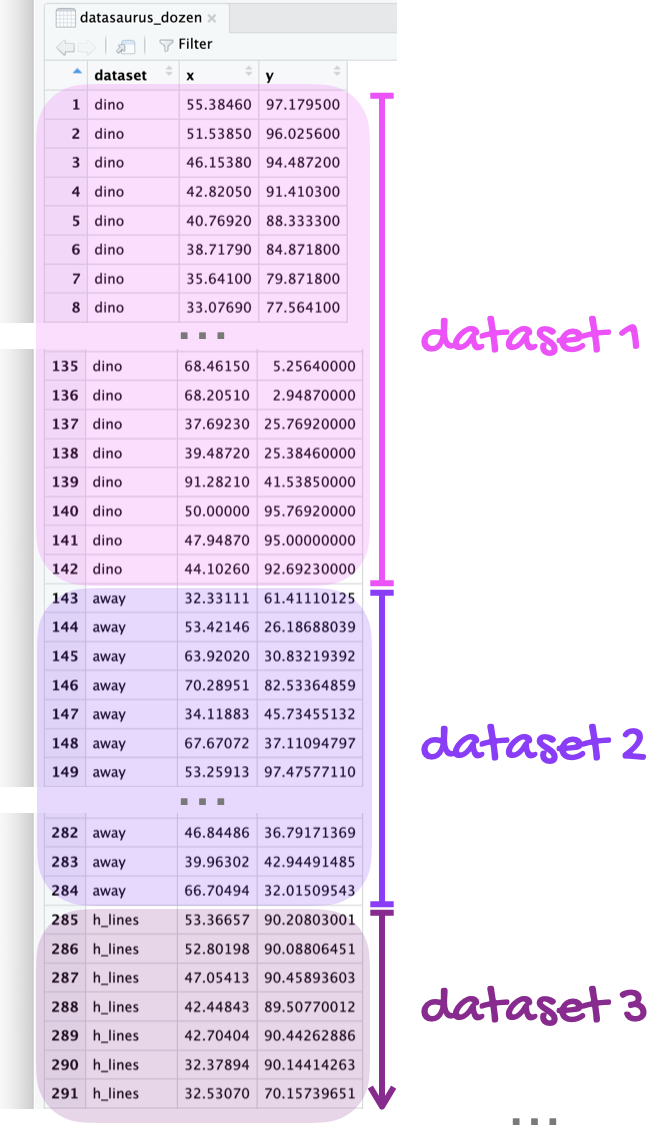 datasaurus_dozen ×
Filter
dataset x y
1 dino 55.38460 97.179500
2 dino 51.53850 96.025600
3 dino 46.15380 94.487200
4 dino 42.82050 91.410300
5 dino 40.76920 88.333300
6 dino 38.71790 84.871800
7 dino 35.64100 79.871800
8 dino 33.07690 77.564100
...
dataset 1
135 dino 68.46150 5.25640000
136 dino 68.20510 2.94870000
137 dino 37.69230 25.76920000
138 dino 39.48720 25.38460000
139 dino 91.28210 41.53850000
140 dino 50.00000 95.76920000
141 dino 47.94870 95.00000000
142 dino 44.10260 92.69230000
143 away 32.33111 61.41110125
144 away 53.42146 26.18688039
145 away 63.92020 30.83219392
146 away 70.28951 82.53364859
147 away 34.11883 45.73455132
148 away 67.67072 37.11094797
149 away 53.25913 97.47577110
...
dataset 2
282 away 46.84486 36.79171369
283 away 39.96302 42.94491485
284 away 66.70494 32.01509543
285 h_lines 53.36657 90.20803001
286 h_lines 52.80198 90.08806451
287 h_lines 47.05413 90.45893603
288 h_lines 42.44843 89.50770012
289 h_lines 42.70404 90.44262886
290 h_lines 32.37894 90.14414263
291 h_lines 32.53070 70.15739651
dataset 3
...